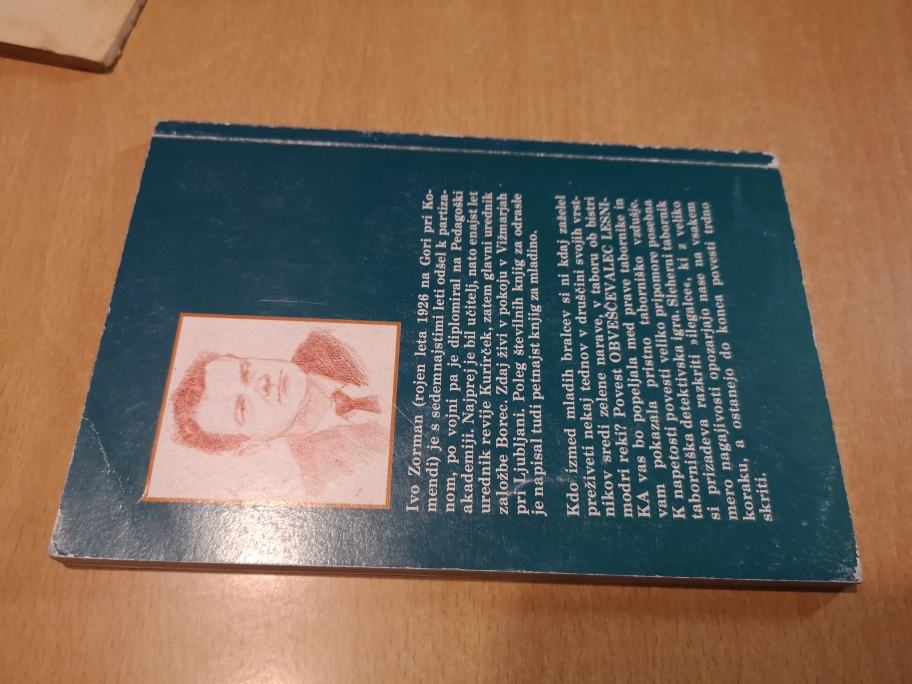 Ivo Zorman (rojen leta 1926 na Gori pri Ko-
mendi) je s sedemnajstimi leti odšel k partiza-
nom, po vojni pa je diplomiral na Pedagoški
akademiji. Najprej je bil učitelj, nato enajst let
urednik revije Kurirček, zatem glavni urednik
založbe Borec. Zdaj živi v pokoju v Vižmarjah
pri Ljubljani. Poleg številnih knjig za odrasle
je napisal tudi petnajst knjig za mladino.
Kdo izmed mladih bralcev si ni kdaj zaželel
preživeti nekaj tednov v druščini svojih vrst-
nikov sredi zelene narave, v taboru ob bistri
modri reki? Povest OBVEŠČEVALEC LESNI-
KA vas bo popeljala med prave tabornike in
vam pokazala pristno taborniško vzdušje.
K napetosti povesti veliko pripomore posebna
taborniška detektivska igra. Sleherni tabornik
si prizadeva razkriti »ilegalce«, ki z veliko
mero nagajivosti opozarjajo nase na vsakem
koraku, a ostanejo do konca povesti trdno
skriti.